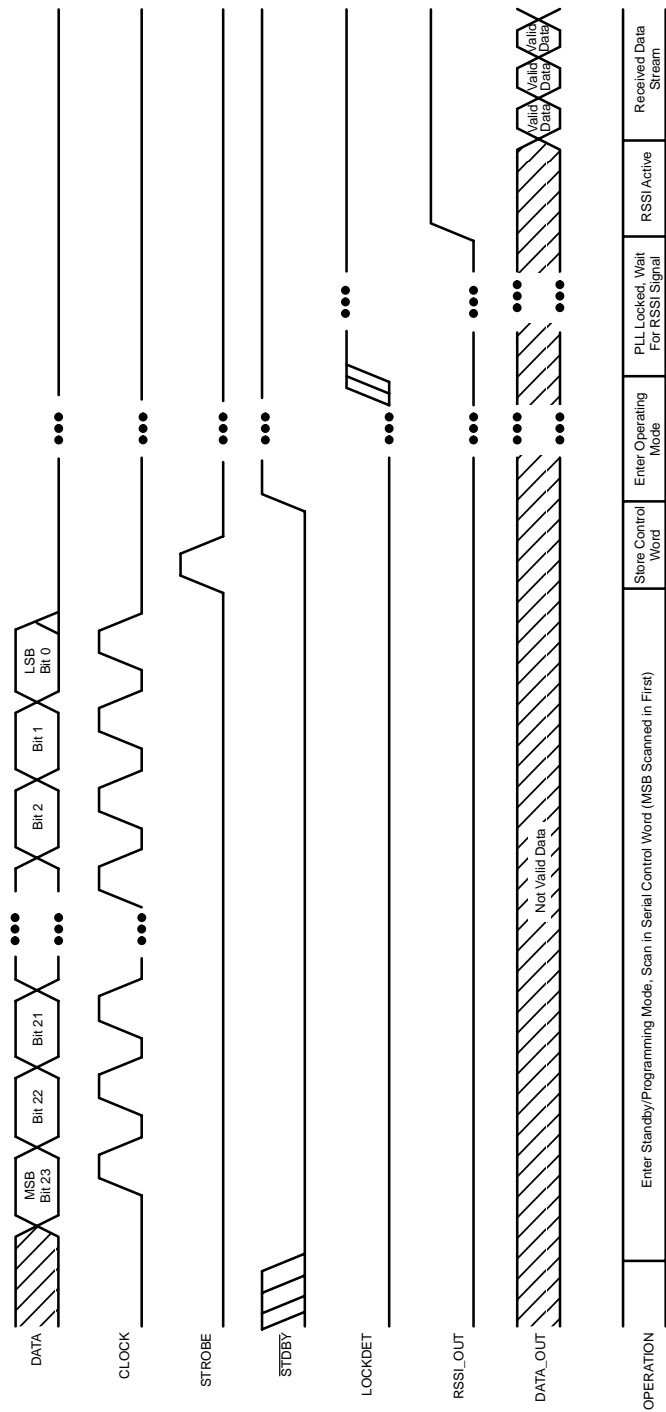 DATA
MSB
Bit 23
Bit 22
Bit 21
Bit 2
Bit 1
LSB
Bit 0
CLOCK
STROBE
STDBY
LOCKDET
RSSI_OUT
DATA_OUT
Not Valid Data
Valid
Data
Valid
Data
Valid
Data
OPERATION
Enter Standby/Programming Mode, Scan in Serial Control Word (MSB Scanned in First)
Store Control
Word
Enter Operating
Mode
PLL Locked, Wait
For RSSI Signal
RSSI Active
Received Data
Stream